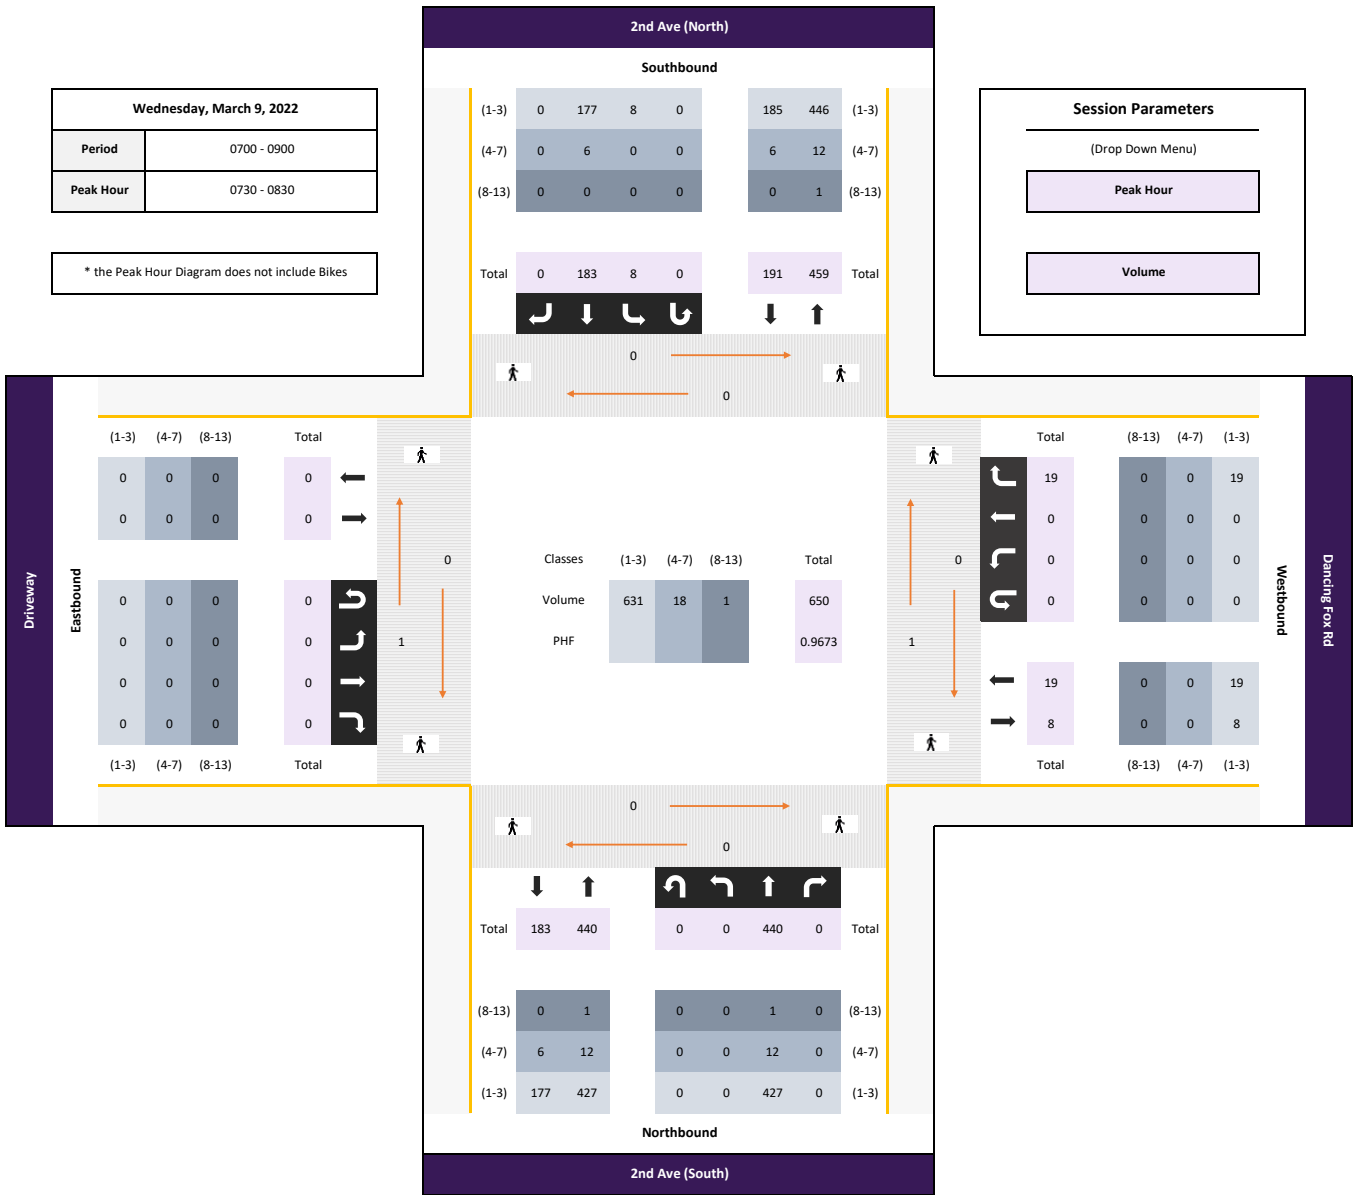 2nd Ave (North)
Southbound
Wednesday, March 9, 2022
Period 0700 - 0900
Peak Hour 0730 - 0830
* the Peak Hour Diagram does not include Bikes
Session Parameters
(Drop Down Menu)
Peak Hour
Volume
(1-3) 0 177 8 0 185 446 (1-3)
(4-7) 0 6 0 0 6 12 (4-7)
(8-13) 0 0 0 0 0 1 (8-13)
Total 0 183 8 0 191 459 Total
0
0
Driveway
Eastbound
(1-3) (4-7) (8-13) Total
0 0 0 0
0 0 0 0
0 0 0 0
0 0 0 0
0 0 0 0
0 0 0 0
(1-3) (4-7) (8-13) Total
0
1
Classes (1-3) (4-7) (8-13) Total
Volume 631 18 1 650
PHF 0.9673
0
1
Total (8-13) (4-7) (1-3)
19 0 0 19
0 0 0 0
0 0 0 0
0 0 0 0
19 0 0 19
8 0 0 8
Total (8-13) (4-7) (1-3)
Westbound
Dancing Fox Rd
0
0
Total 183 440 0 0 440 0 Total
(8-13) 0 1 0 0 1 0 (8-13)
(4-7) 6 12 0 0 12 0 (4-7)
(1-3) 177 427 0 0 427 0 (1-3)
Northbound
2nd Ave (South)